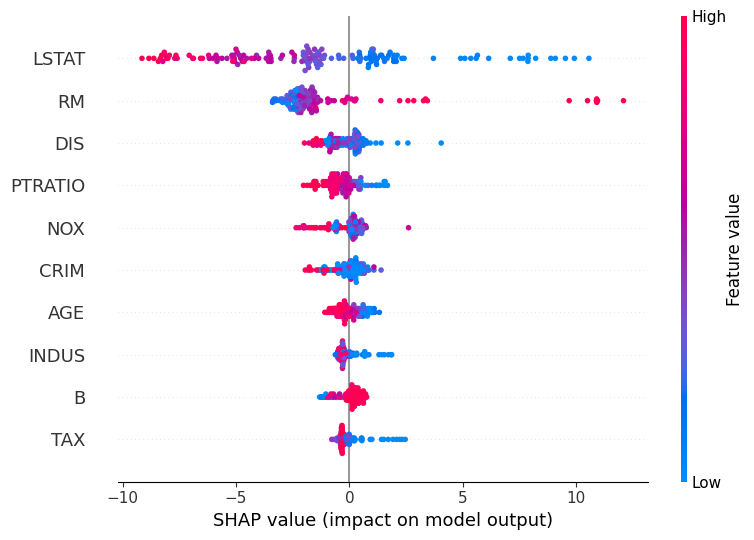 High
LSTAT
RM
DIS
PTRATIO
NOX
CRIM
AGE
INDUS
B
TAX
Feature value
Low
−10 −5 0 5 10
SHAP value (impact on model output)